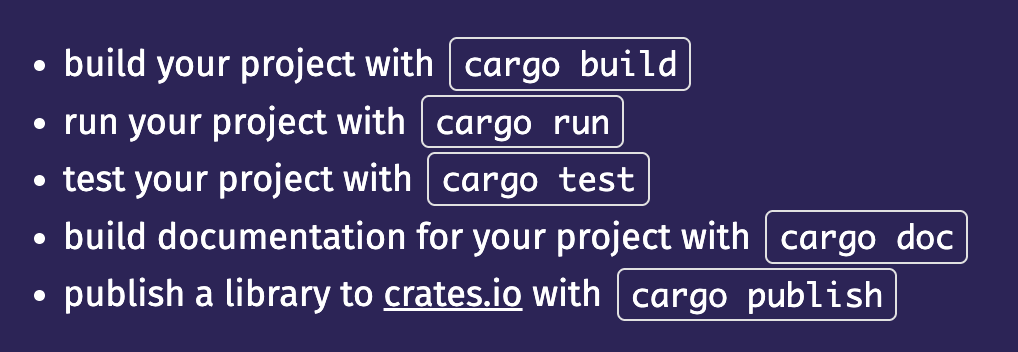 • build your project with cargo build
• run your project with cargo run
• test your project with cargo test
• build documentation for your project with cargo doc
• publish a library to crates.io with cargo publish